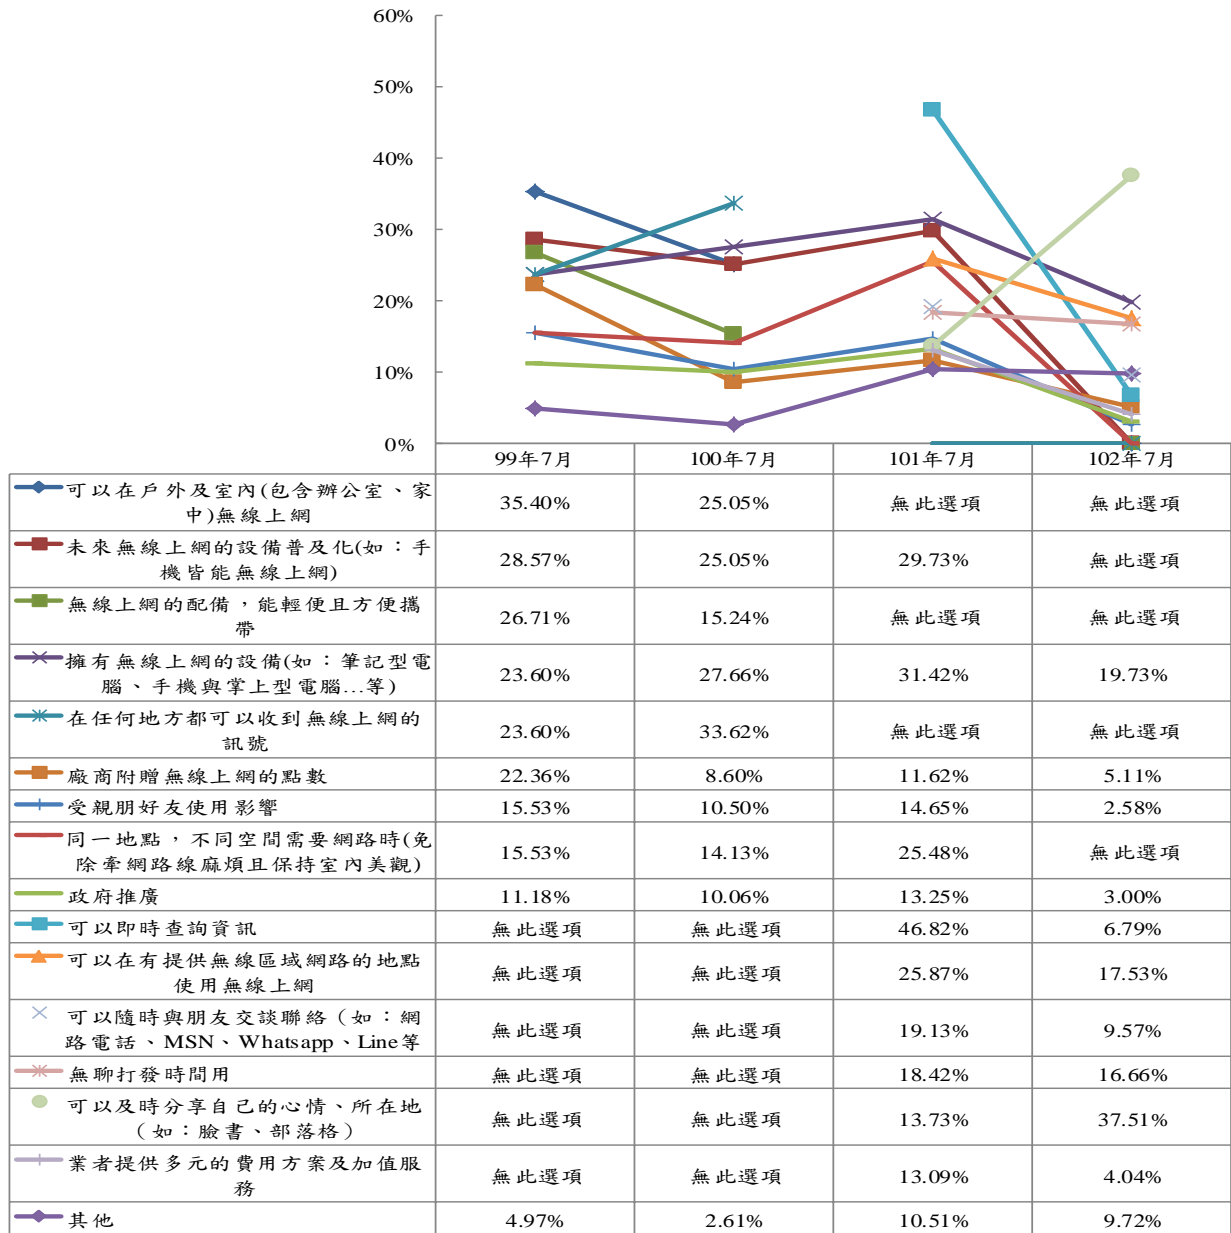 60%
50%
40%
30%
20%
10%
0%
99年7月 100年7月 101年7月 102年7月
可以在戶外及室內(包含辦公室、家
中)無線上網 35.40% 25.05% 無此選項 無此選項
未來無線上網的設備普及化(如：手
機皆能無線上網) 28.57% 25.05% 29.73% 無此選項
無線上網的配備，能輕便且方便攜
帶 26.71% 15.24% 無此選項 無此選項
擁有無線上網的設備(如：筆記型電
腦、手機與掌上型電腦...等) 23.60% 27.66% 31.42% 19.73%
在任何地方都可以收到無線上網的
訊號 23.60% 33.62% 無此選項 無此選項
廠商附贈無線上網的點數 22.36% 8.60% 11.62% 5.11%
受親朋好友使用影響 15.53% 10.50% 14.65% 2.58%
同一地點，不同空間需要網路時(免
除牽網路線麻煩且保持室內美觀) 15.53% 14.13% 25.48% 無此選項
政府推廣 11.18% 10.06% 13.25% 3.00%
可以即時查詢資訊 無此選項 無此選項 46.82% 6.79%
可以在有提供無線區域網路的地點
使用無線上網 無此選項 無此選項 25.87% 17.53%
可以隨時與朋友交談聯絡（如：網
路電話、MSN、Whatsapp、Line等 無此選項 無此選項 19.13% 9.57%
無聊打發時間用 無此選項 無此選項 18.42% 16.66%
可以及時分享自己的心情、所在地
（如：臉書、部落格） 無此選項 無此選項 13.73% 37.51%
業者提供多元的費用方案及加值服
務 無此選項 無此選項 13.09% 4.04%
其他 4.97% 2.61% 10.51% 9.72%